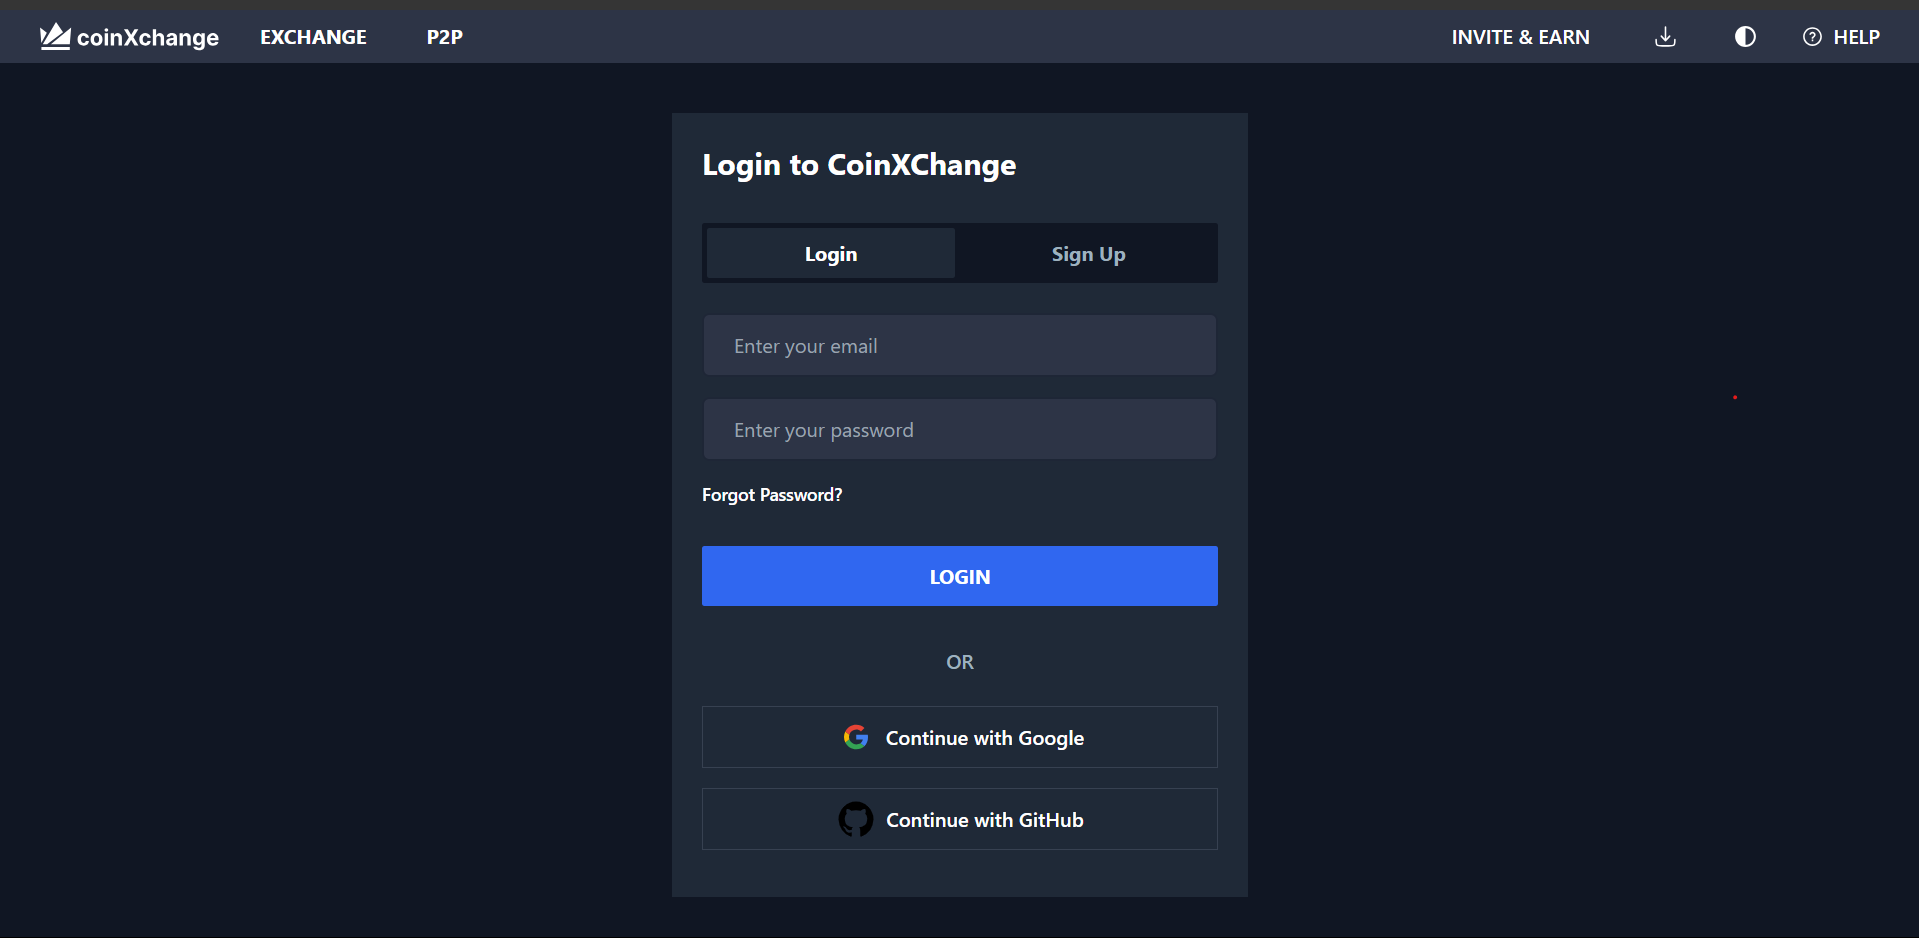 coinXchange EXCHANGE P2P INVITE & EARN HELP
Login to CoinXChange
Login Sign Up
Enter your email
Enter your password
Forgot Password?
LOGIN
OR
Continue with Google
Continue with GitHub